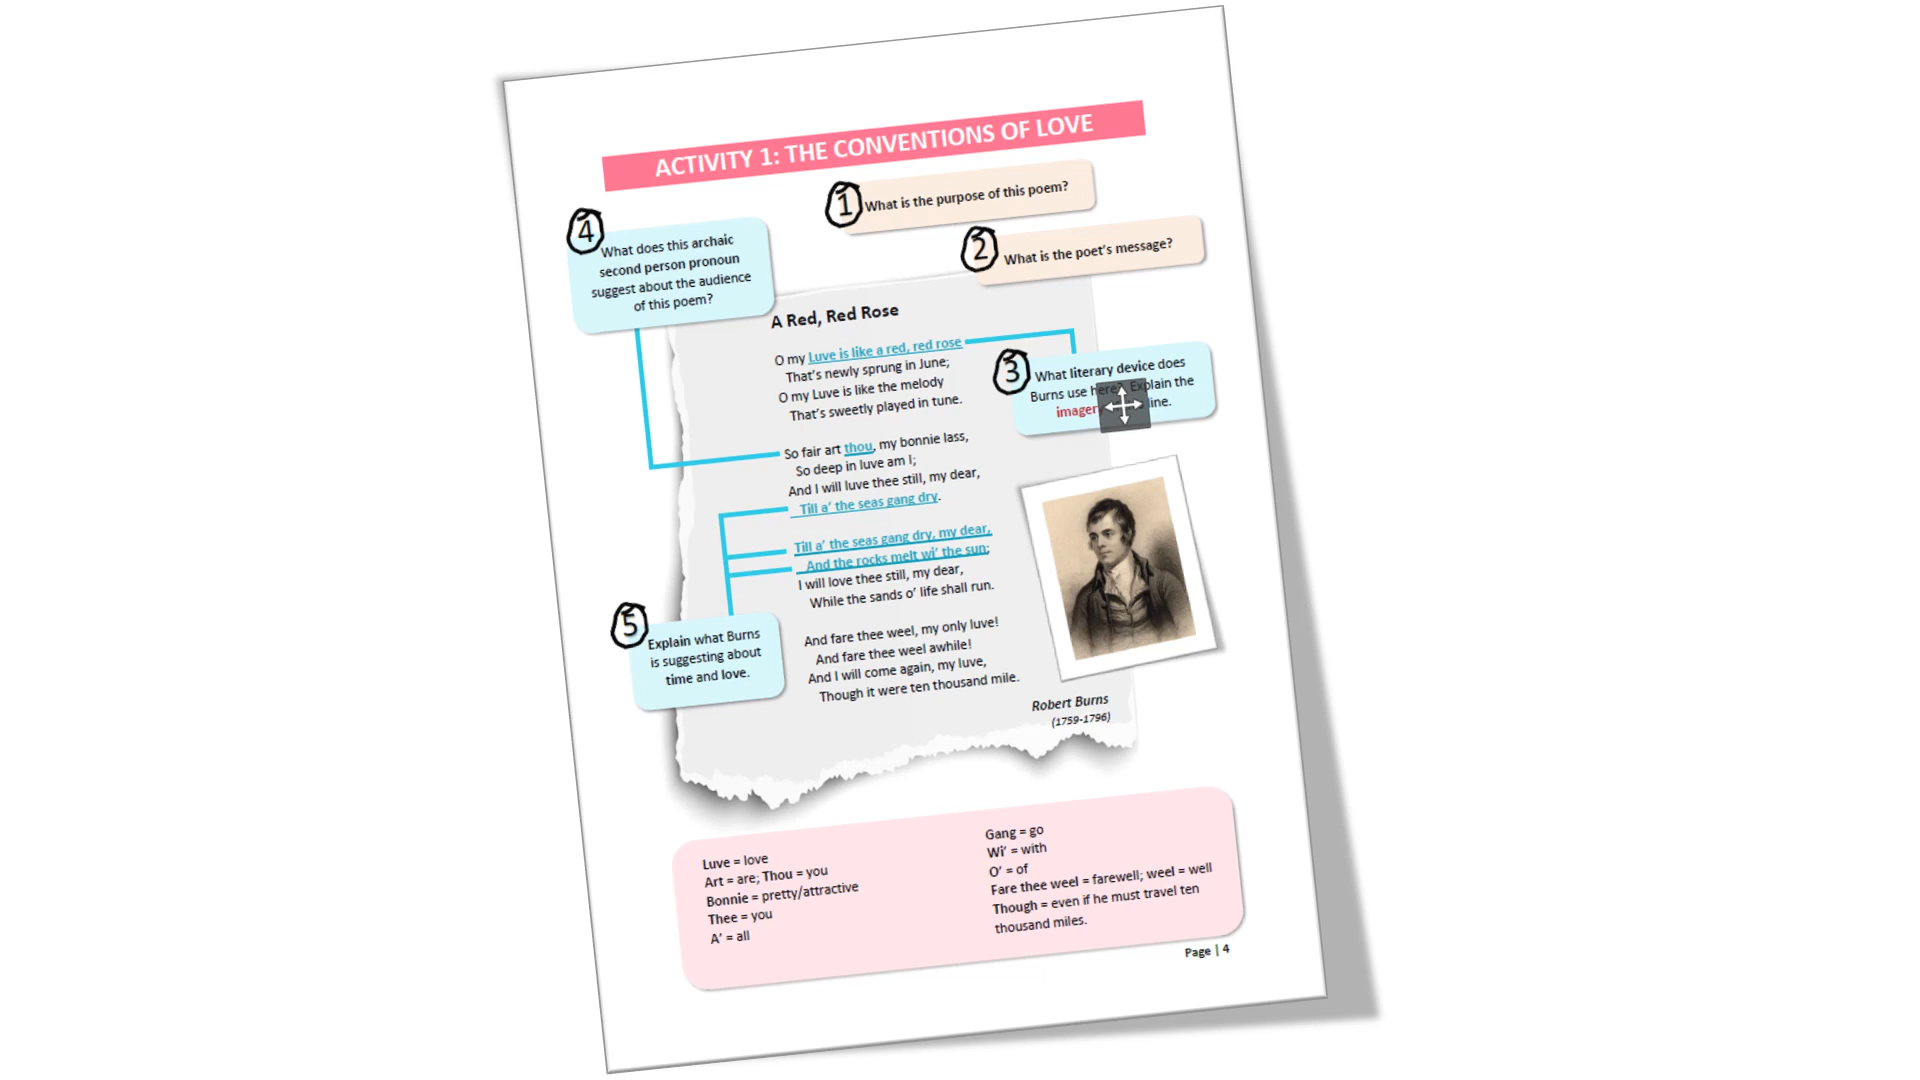 ACTIVITY 1: THE CONVENTIONS OF LOVE
1
What is the purpose of this poem?
2
What is the poet's message?
4
What does this archaic
second person pronoun
suggest about the audience
of this poem?
A Red, Red Rose
O my Luve is like a red, red rose
That's newly sprung in June;
O my Luve is like the melody
That's sweetly played in tune.
3
What literary device does
Burns use here? Explain the
line.
So fair art thou, my bonnie lass,
So deep in luve am I;
And I will luve thee still, my dear,
Till a' the seas gang dry.
Till a' the seas gang dry, my dear,
And the rocks melt wi' the sun;
I will love thee still, my dear,
While the sands o' life shall run.
And fare thee weel, my only luve!
And fare thee weel awhile!
And I will come again, my luve,
Though it were ten thousand mile.
5
Explain what Burns
is suggesting about
time and love.
Robert Burns
(1759-1796)
Luve = love
Art = are; Thou = you
Bonnie = pretty/attractive
Thee = you
A' = all
Gang = go
Wi' = with
O' = of
Fare thee weel = farewell; weel = well
Though = even if he must travel ten
thousand miles.
Page | 4